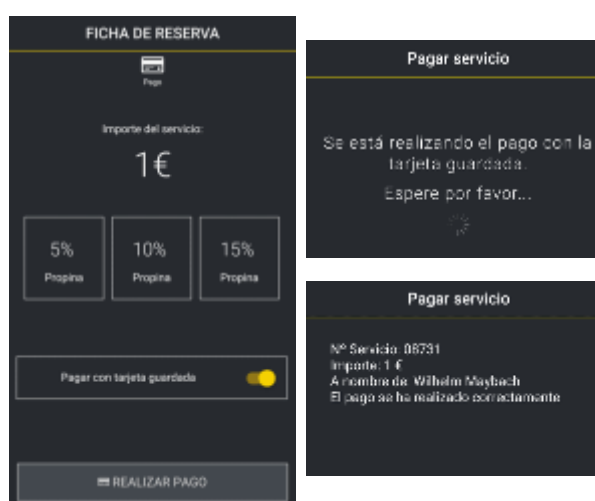 FICHA DE RESERVA
Pago
Importe del servicio:
1€
5%
Propina
10%
Propina
15%
Propina
Pagar con tarjeta guardada
REALIZAR PAGO
Pagar servicio
Se está realizando el pago con la
tarjeta guardada.
Espere por favor...
Pagar servicio
Nº Servicio: 08731
Importe: 1 €
A nombre de: Wilhelm Maybach
El pago se ha realizado correctamente